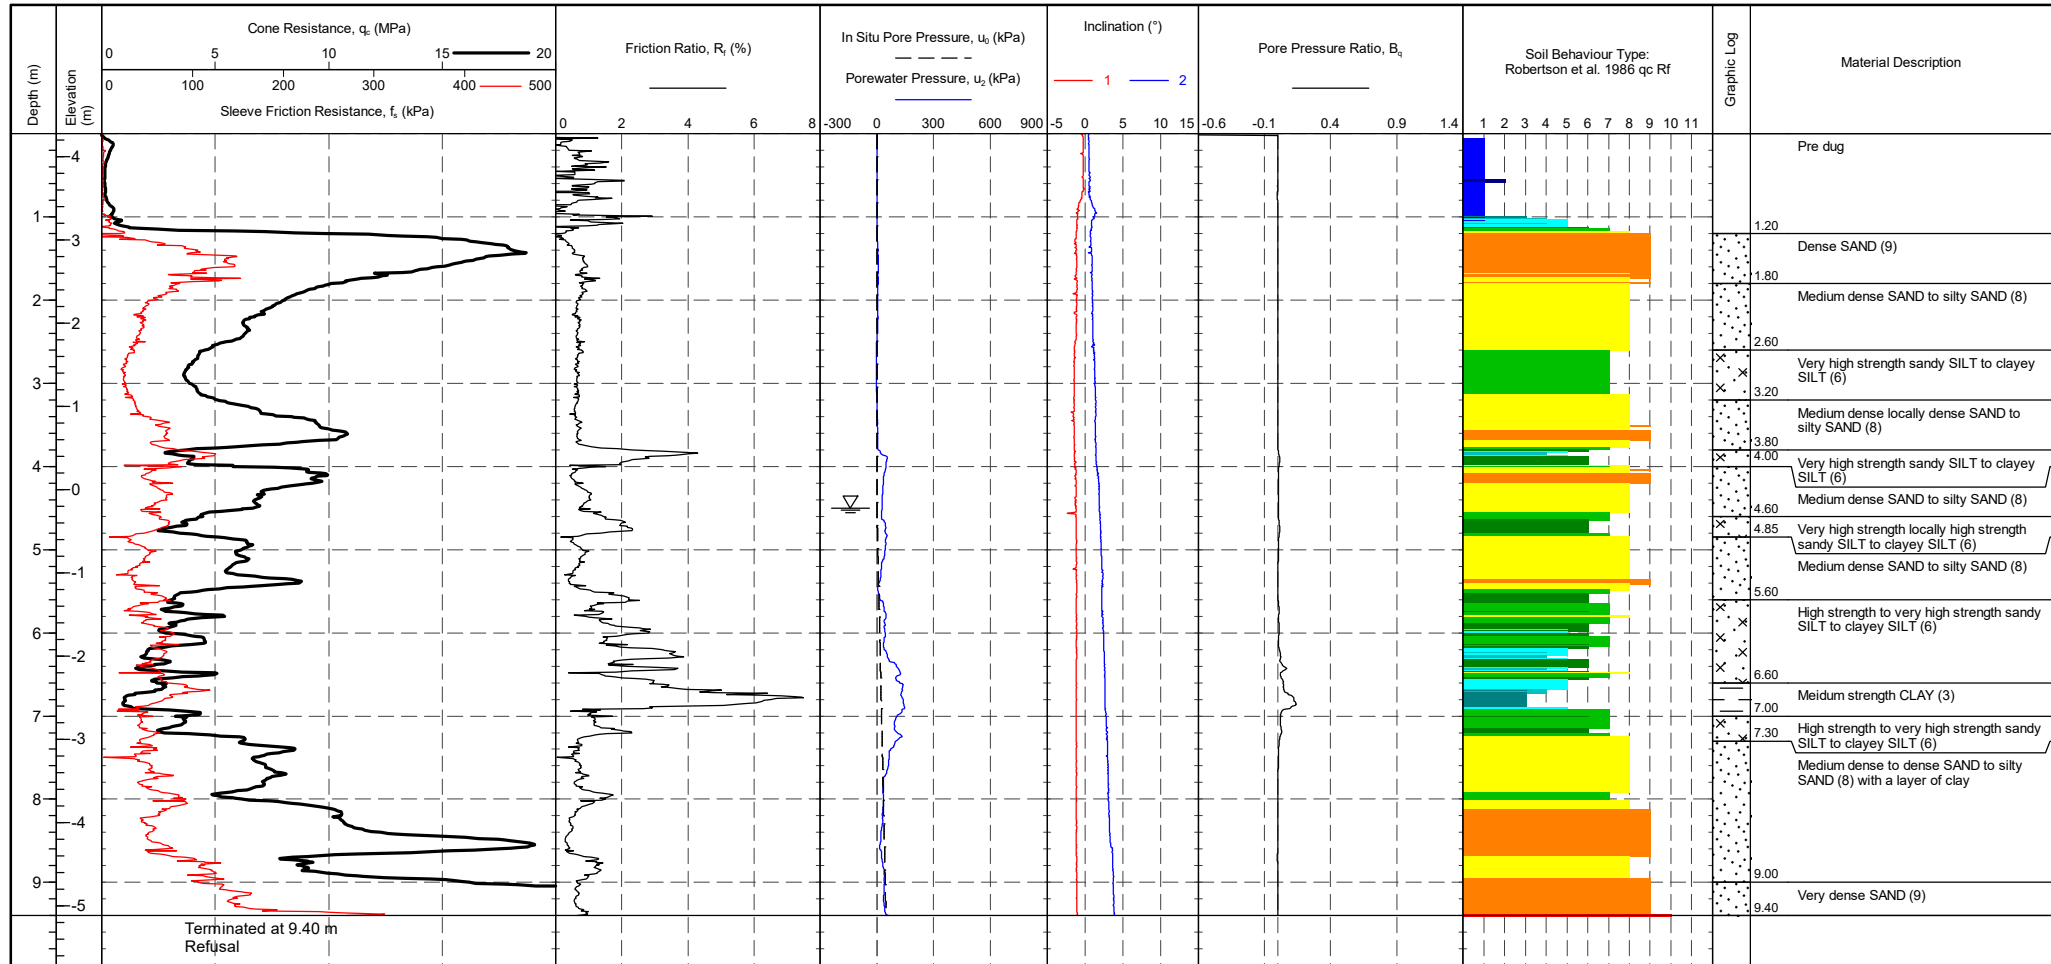 Depth (m)
Elevation (m)
Cone Resistance, qc (MPa)
0 5 10 15 20
0 100 200 300 400 500
Sleeve Friction Resistance, fs (kPa)
Friction Ratio, Rf (%)
0 2 4 6 8
In Situ Pore Pressure, u0 (kPa)
Porewater Pressure, u2 (kPa)
-300 0 300 600 900
Inclination (°)
1 2
-5 0 5 10 15
Pore Pressure Ratio, Bq
-0.6 -0.1 0.4 0.9 1.4
Soil Behaviour Type:
Robertson et al. 1986 qc Rf
1 2 3 4 5 6 7 8 9 10 11
Graphic Log
Material Description
Pre dug
4
1
1.20
3
Dense SAND (9)
1.80
Medium dense SAND to silty SAND (8)
2
2
2.60
Very high strength sandy SILT to clayey
SILT (6)
3
3.20
1
Medium dense locally dense SAND to
silty SAND (8)
3.80
4
4.00
Very high strength sandy SILT to clayey
SILT (6)
0
Medium dense SAND to silty SAND (8)
4.60
4.85
Very high strength locally high strength
sandy SILT to clayey SILT (6)
5
-1
Medium dense SAND to silty SAND (8)
5.60
High strength to very high strength sandy
SILT to clayey SILT (6)
6
-2
6.60
Meidum strength CLAY (3)
7
7.00
High strength to very high strength sandy
SILT to clayey SILT (6)
-3
7.30
Medium dense to dense SAND to silty
SAND (8) with a layer of clay
8
-4
9
9.00
Very dense SAND (9)
-5
9.40
Terminated at 9.40 m
Refusal